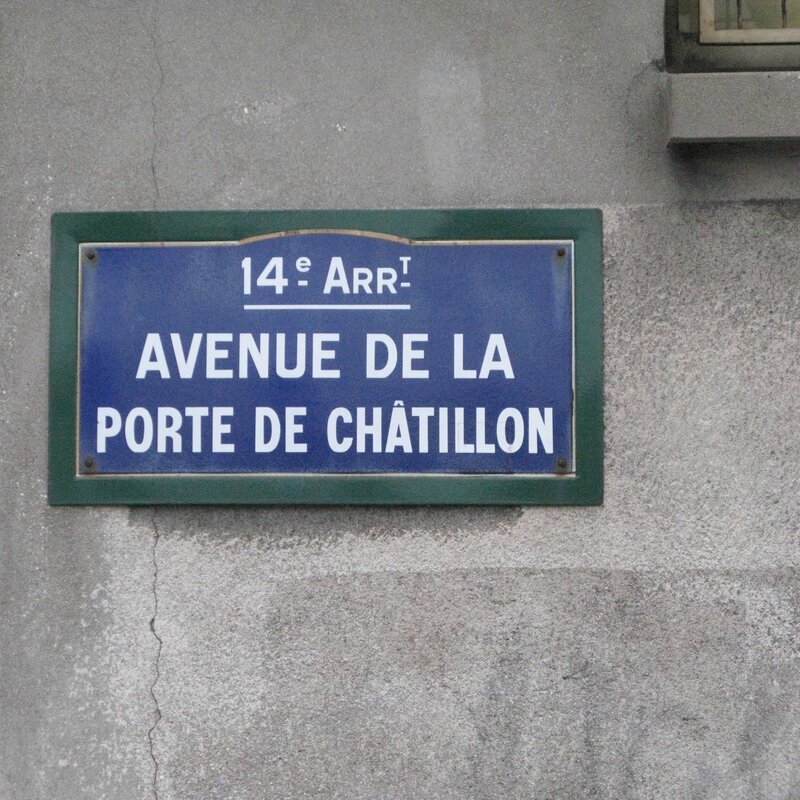 14e Arrt
AVENUE DE LA
PORTE DE CHÂTILLON